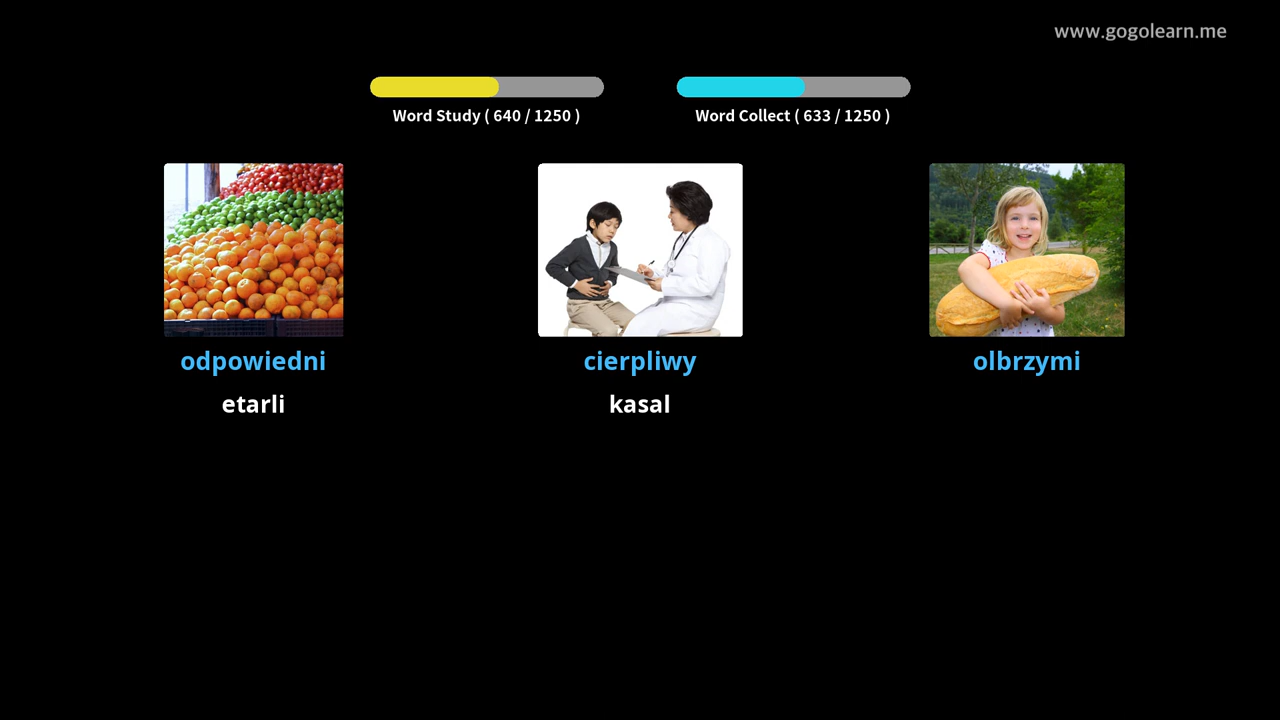 www.gogolearn.me
Word Study ( 640 / 1250 )
Word Collect ( 633 / 1250 )
odpowiedni
cierpliwy
olbrzymi
etarli
kasal